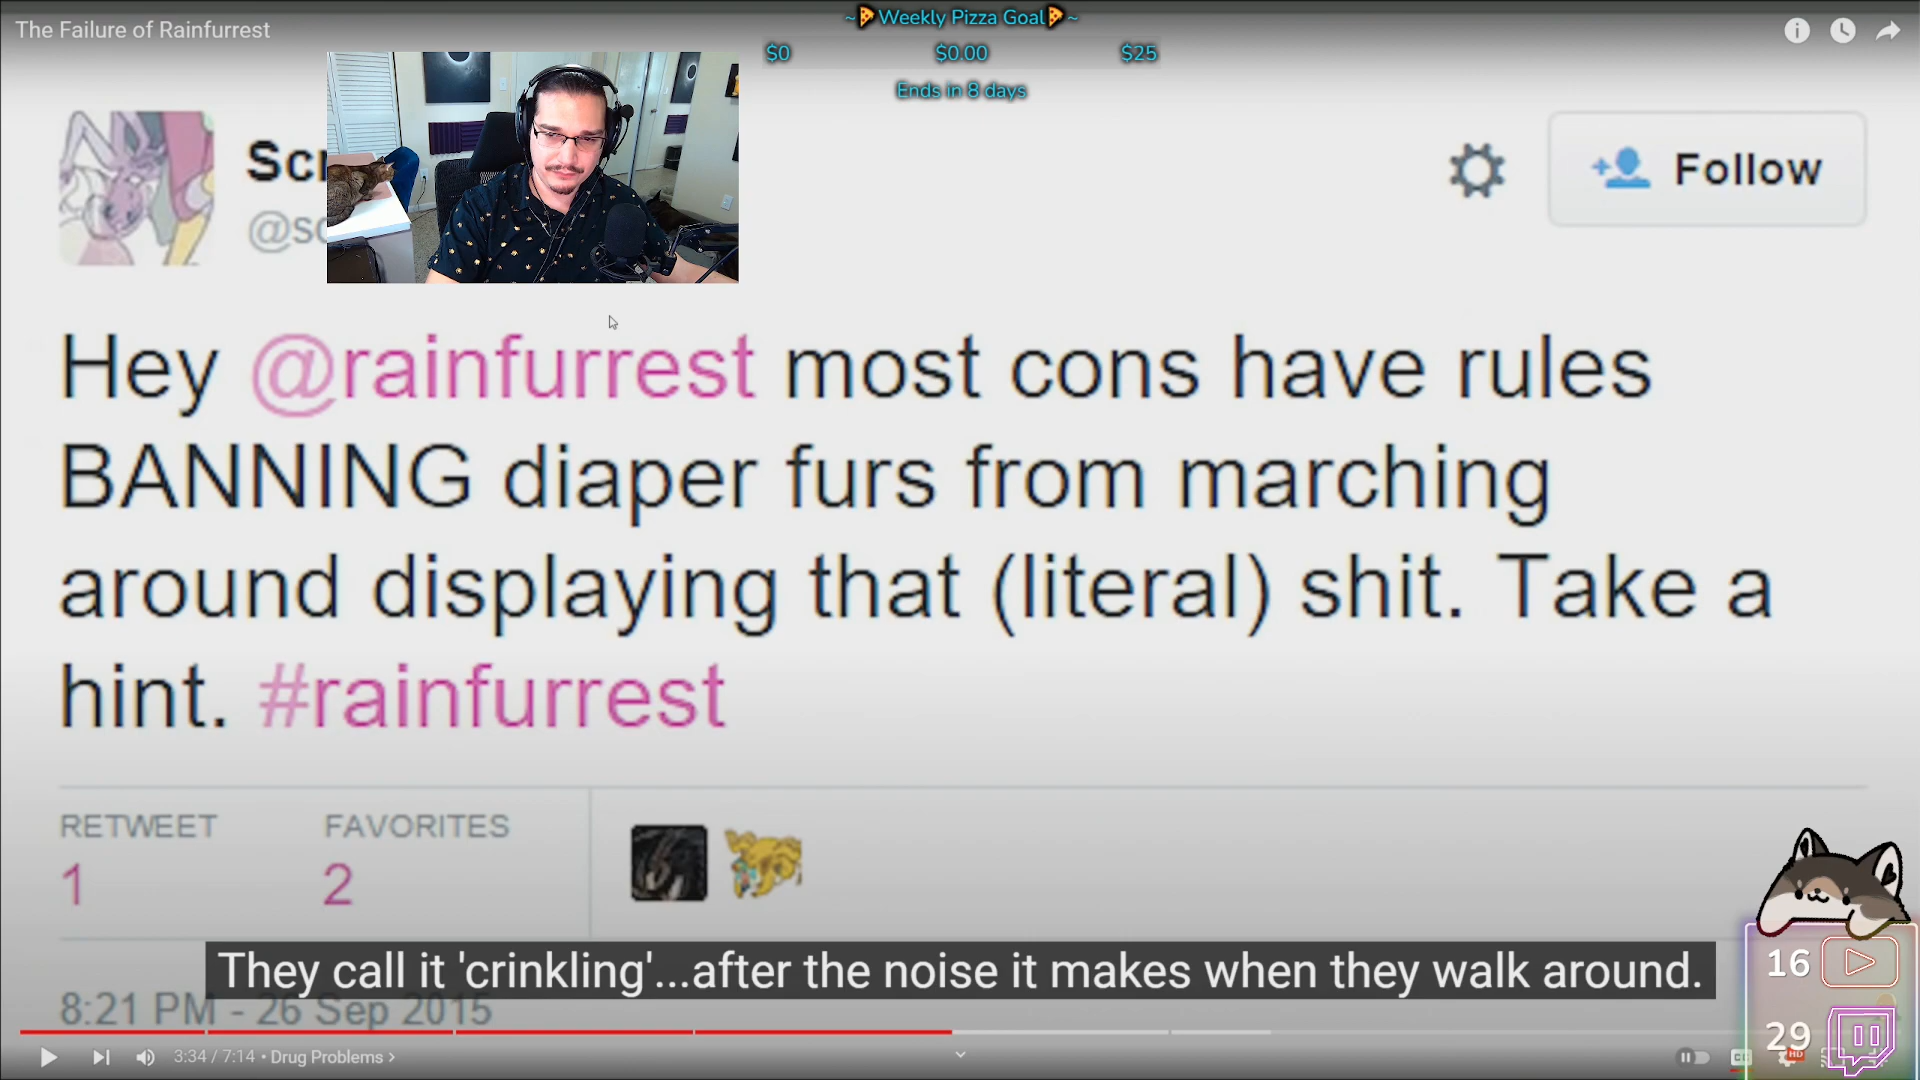 The Failure of Rainfurrest
~🍕Weekly Pizza Goal🍕~
$0 $0.00 $25
Ends in 8 days
Follow
Hey @rainfurrest most cons have rules
BANNING diaper furs from marching
around displaying that (literal) shit. Take a
hint. #rainfurrest
RETWEET FAVORITES
1 2
They call it 'crinkling'...after the noise it makes when they walk around.
8:21 PM - 26 Sep 2015
16
29
3:34 / 7:14 • Drug Problems >
CC
HD